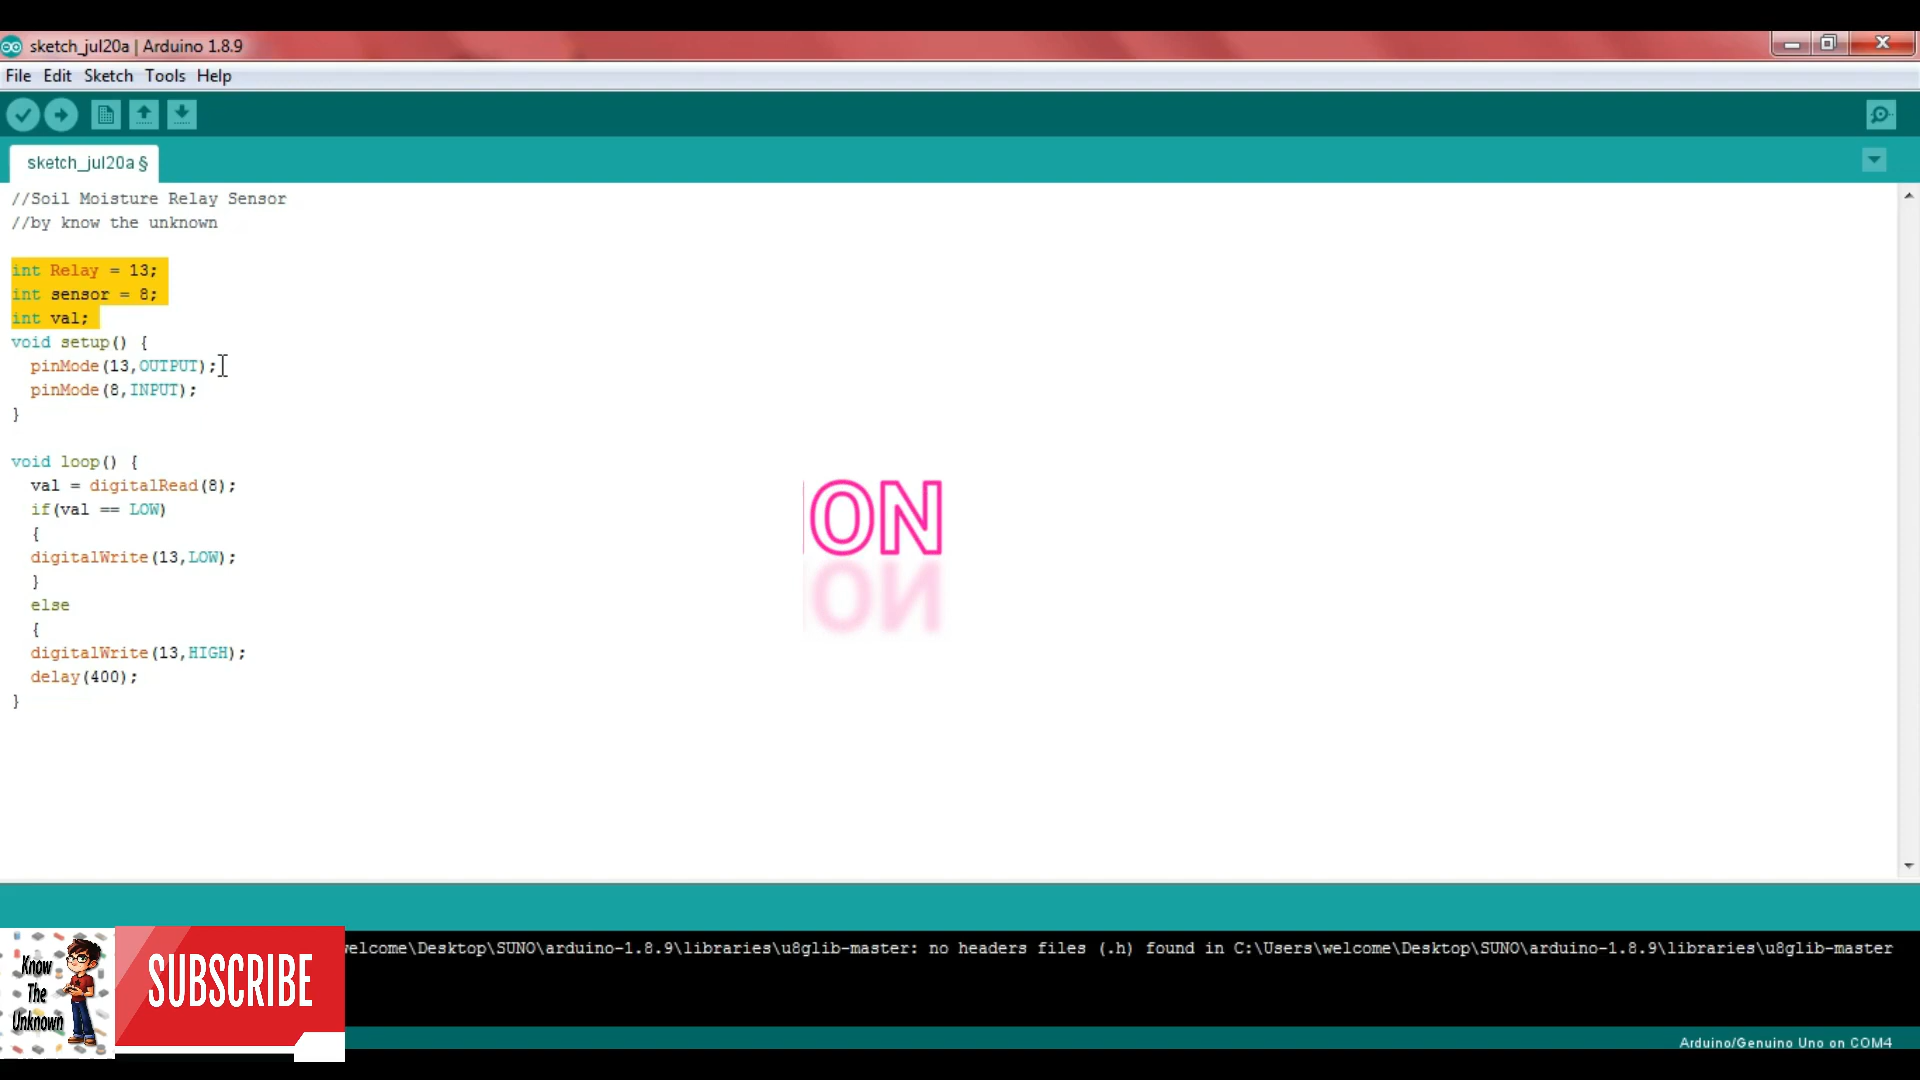 sketch_jul20a | Arduino 1.8.9
File Edit Sketch Tools Help
sketch_jul20a §
//Soil Moisture Relay Sensor
//by know the unknown
int Relay = 13;
int sensor = 8;
int val;
void setup() {
pinMode(13,OUTPUT);
pinMode(8,INPUT);
}
void loop() {
val = digitalRead(8);
if(val == LOW)
{
digitalWrite(13,LOW);
}
else
{
digitalWrite(13,HIGH);
delay(400);
}
ON
Know
The
Unknown
SUBSCRIBE
elcome\Desktop\SUNO\arduino-1.8.9\libraries\u8glib-master: no headers files (.h) found in C:\Users\welcome\Desktop\SUNO\arduino-1.8.9\libraries\u8glib-master
Arduino/Genuino Uno on COM4